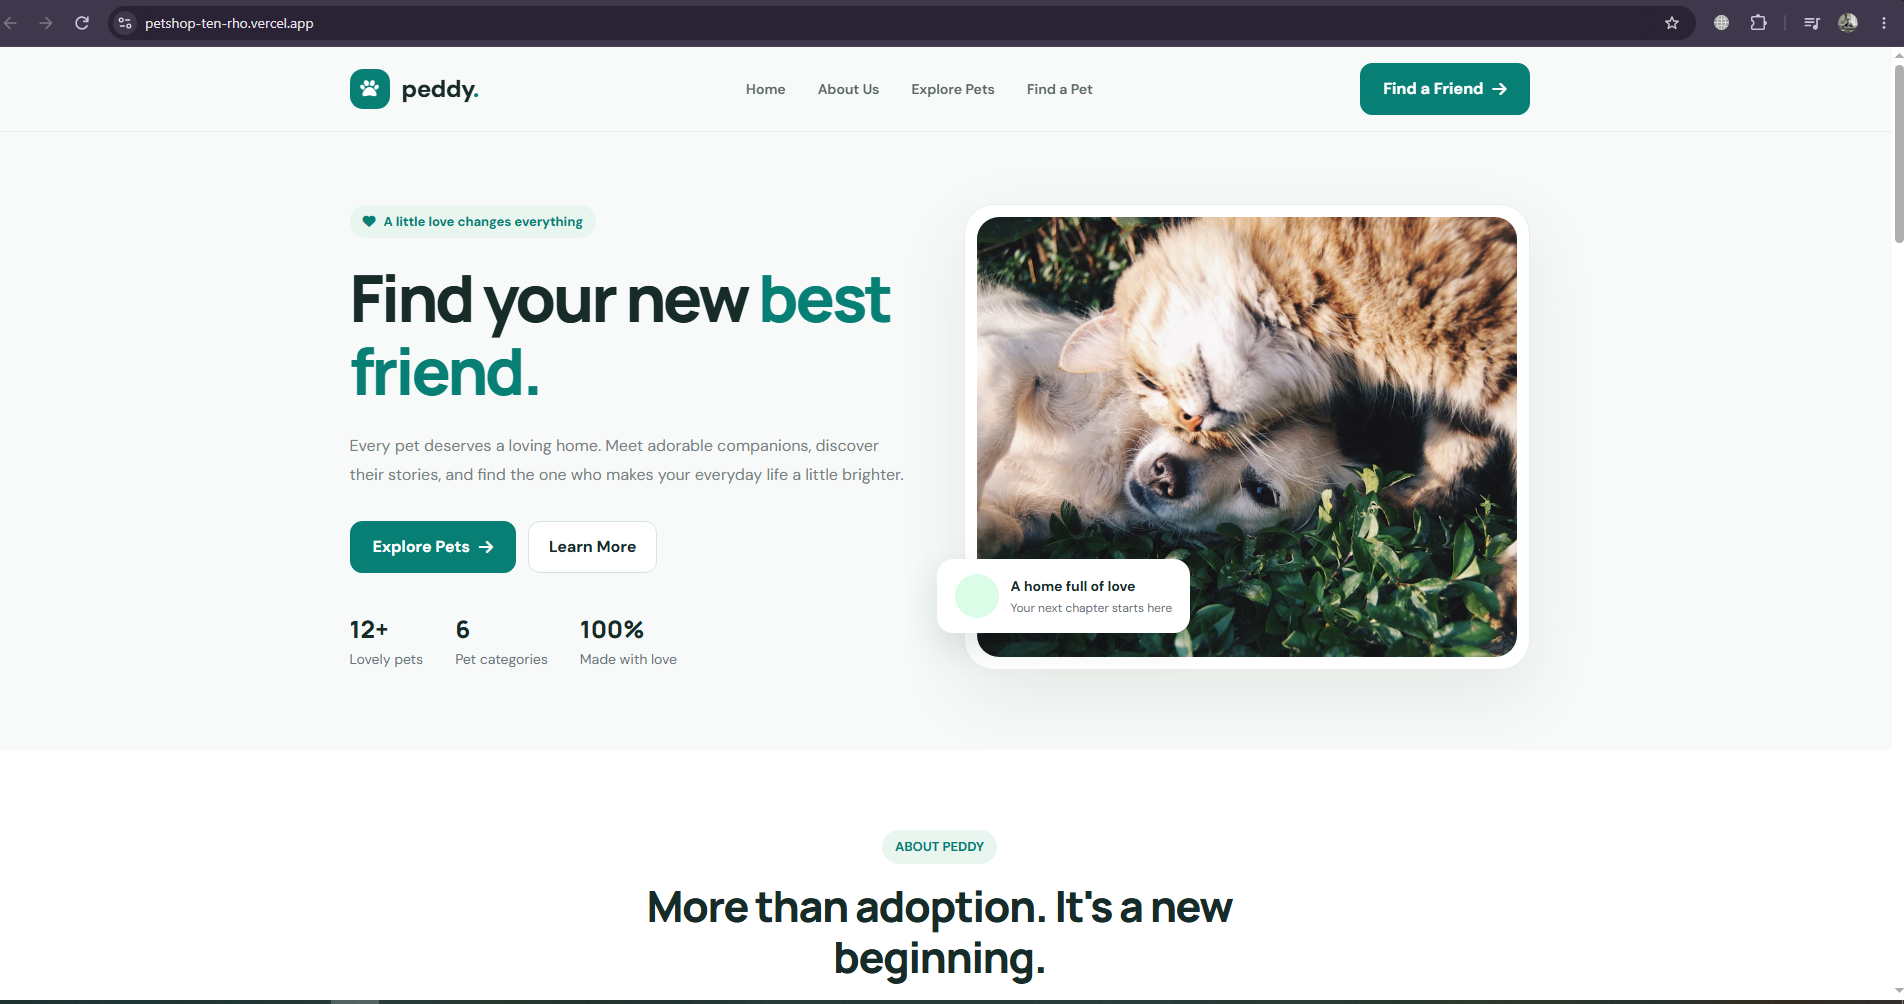 petshop-ten-rho.vercel.app
peddy.
Home
About Us
Explore Pets
Find a Pet
Find a Friend
A little love changes everything
Find your new best
friend.
Every pet deserves a loving home. Meet adorable companions, discover
their stories, and find the one who makes your everyday life a little brighter.
Explore Pets
Learn More
12+
Lovely pets
6
Pet categories
100%
Made with love
A home full of love
Your next chapter starts here
ABOUT PEDDY
More than adoption. It's a new
beginning.